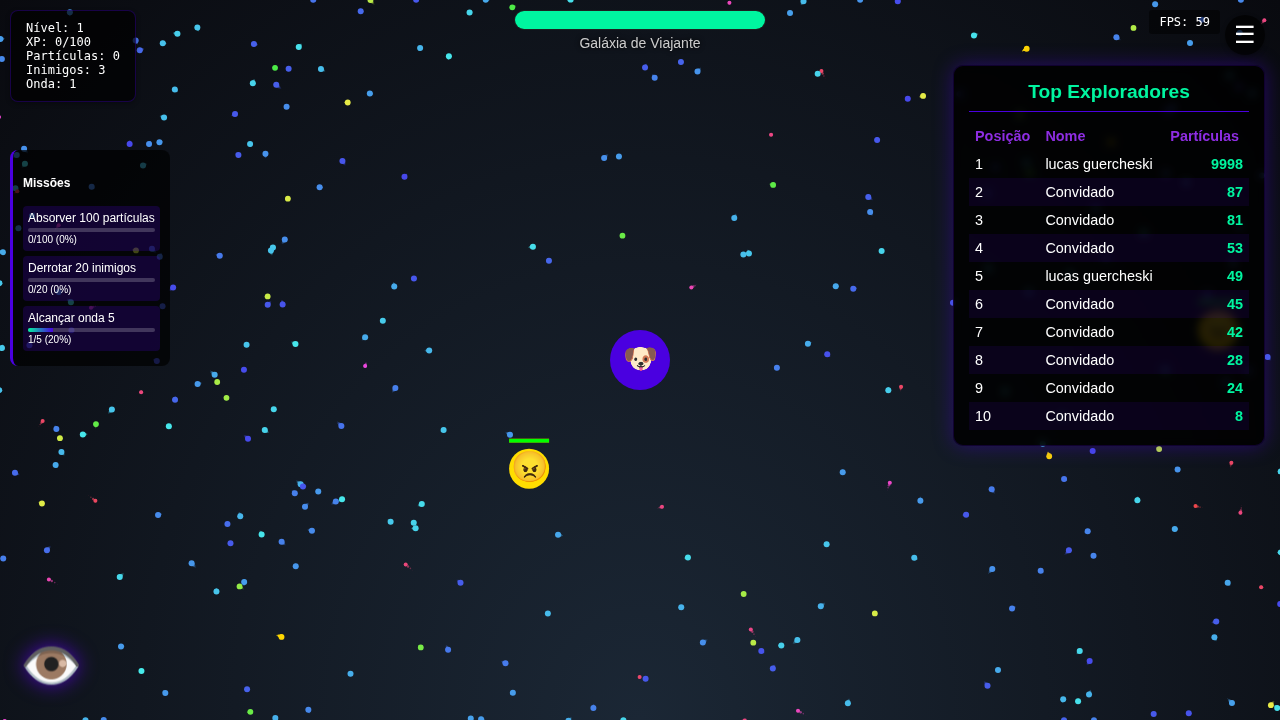 Nível: 1
XP: 0/100
Partículas: 0
Inimigos: 3
Onda: 1
Galáxia de Viajante
FPS: 59
Missões
Absorver 100 partículas
0/100 (0%)
Derrotar 20 inimigos
0/20 (0%)
Alcançar onda 5
1/5 (20%)
Top Exploradores
Posição Nome Partículas
1 lucas guercheski 9998
2 Convidado 87
3 Convidado 81
4 Convidado 53
5 lucas guercheski 49
6 Convidado 45
7 Convidado 42
8 Convidado 28
9 Convidado 24
10 Convidado 8